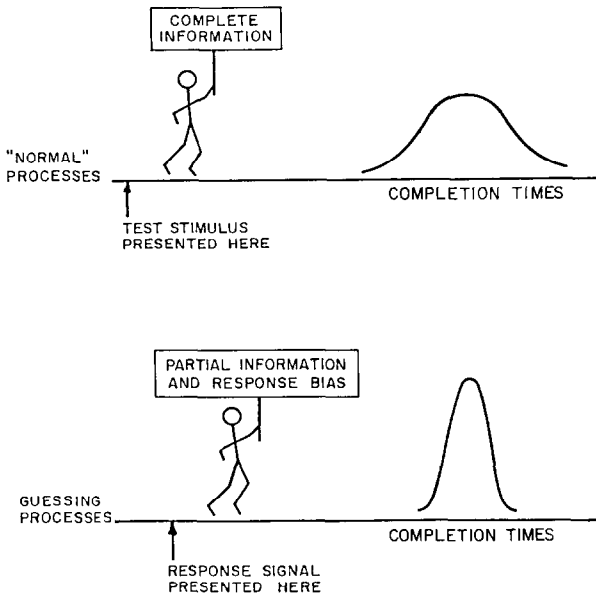 COMPLETE
INFORMATION
"NORMAL"
PROCESSES
COMPLETION TIMES
TEST STIMULUS
PRESENTED HERE
PARTIAL INFORMATION
AND RESPONSE BIAS
GUESSING
PROCESSES
COMPLETION TIMES
RESPONSE SIGNAL
PRESENTED HERE